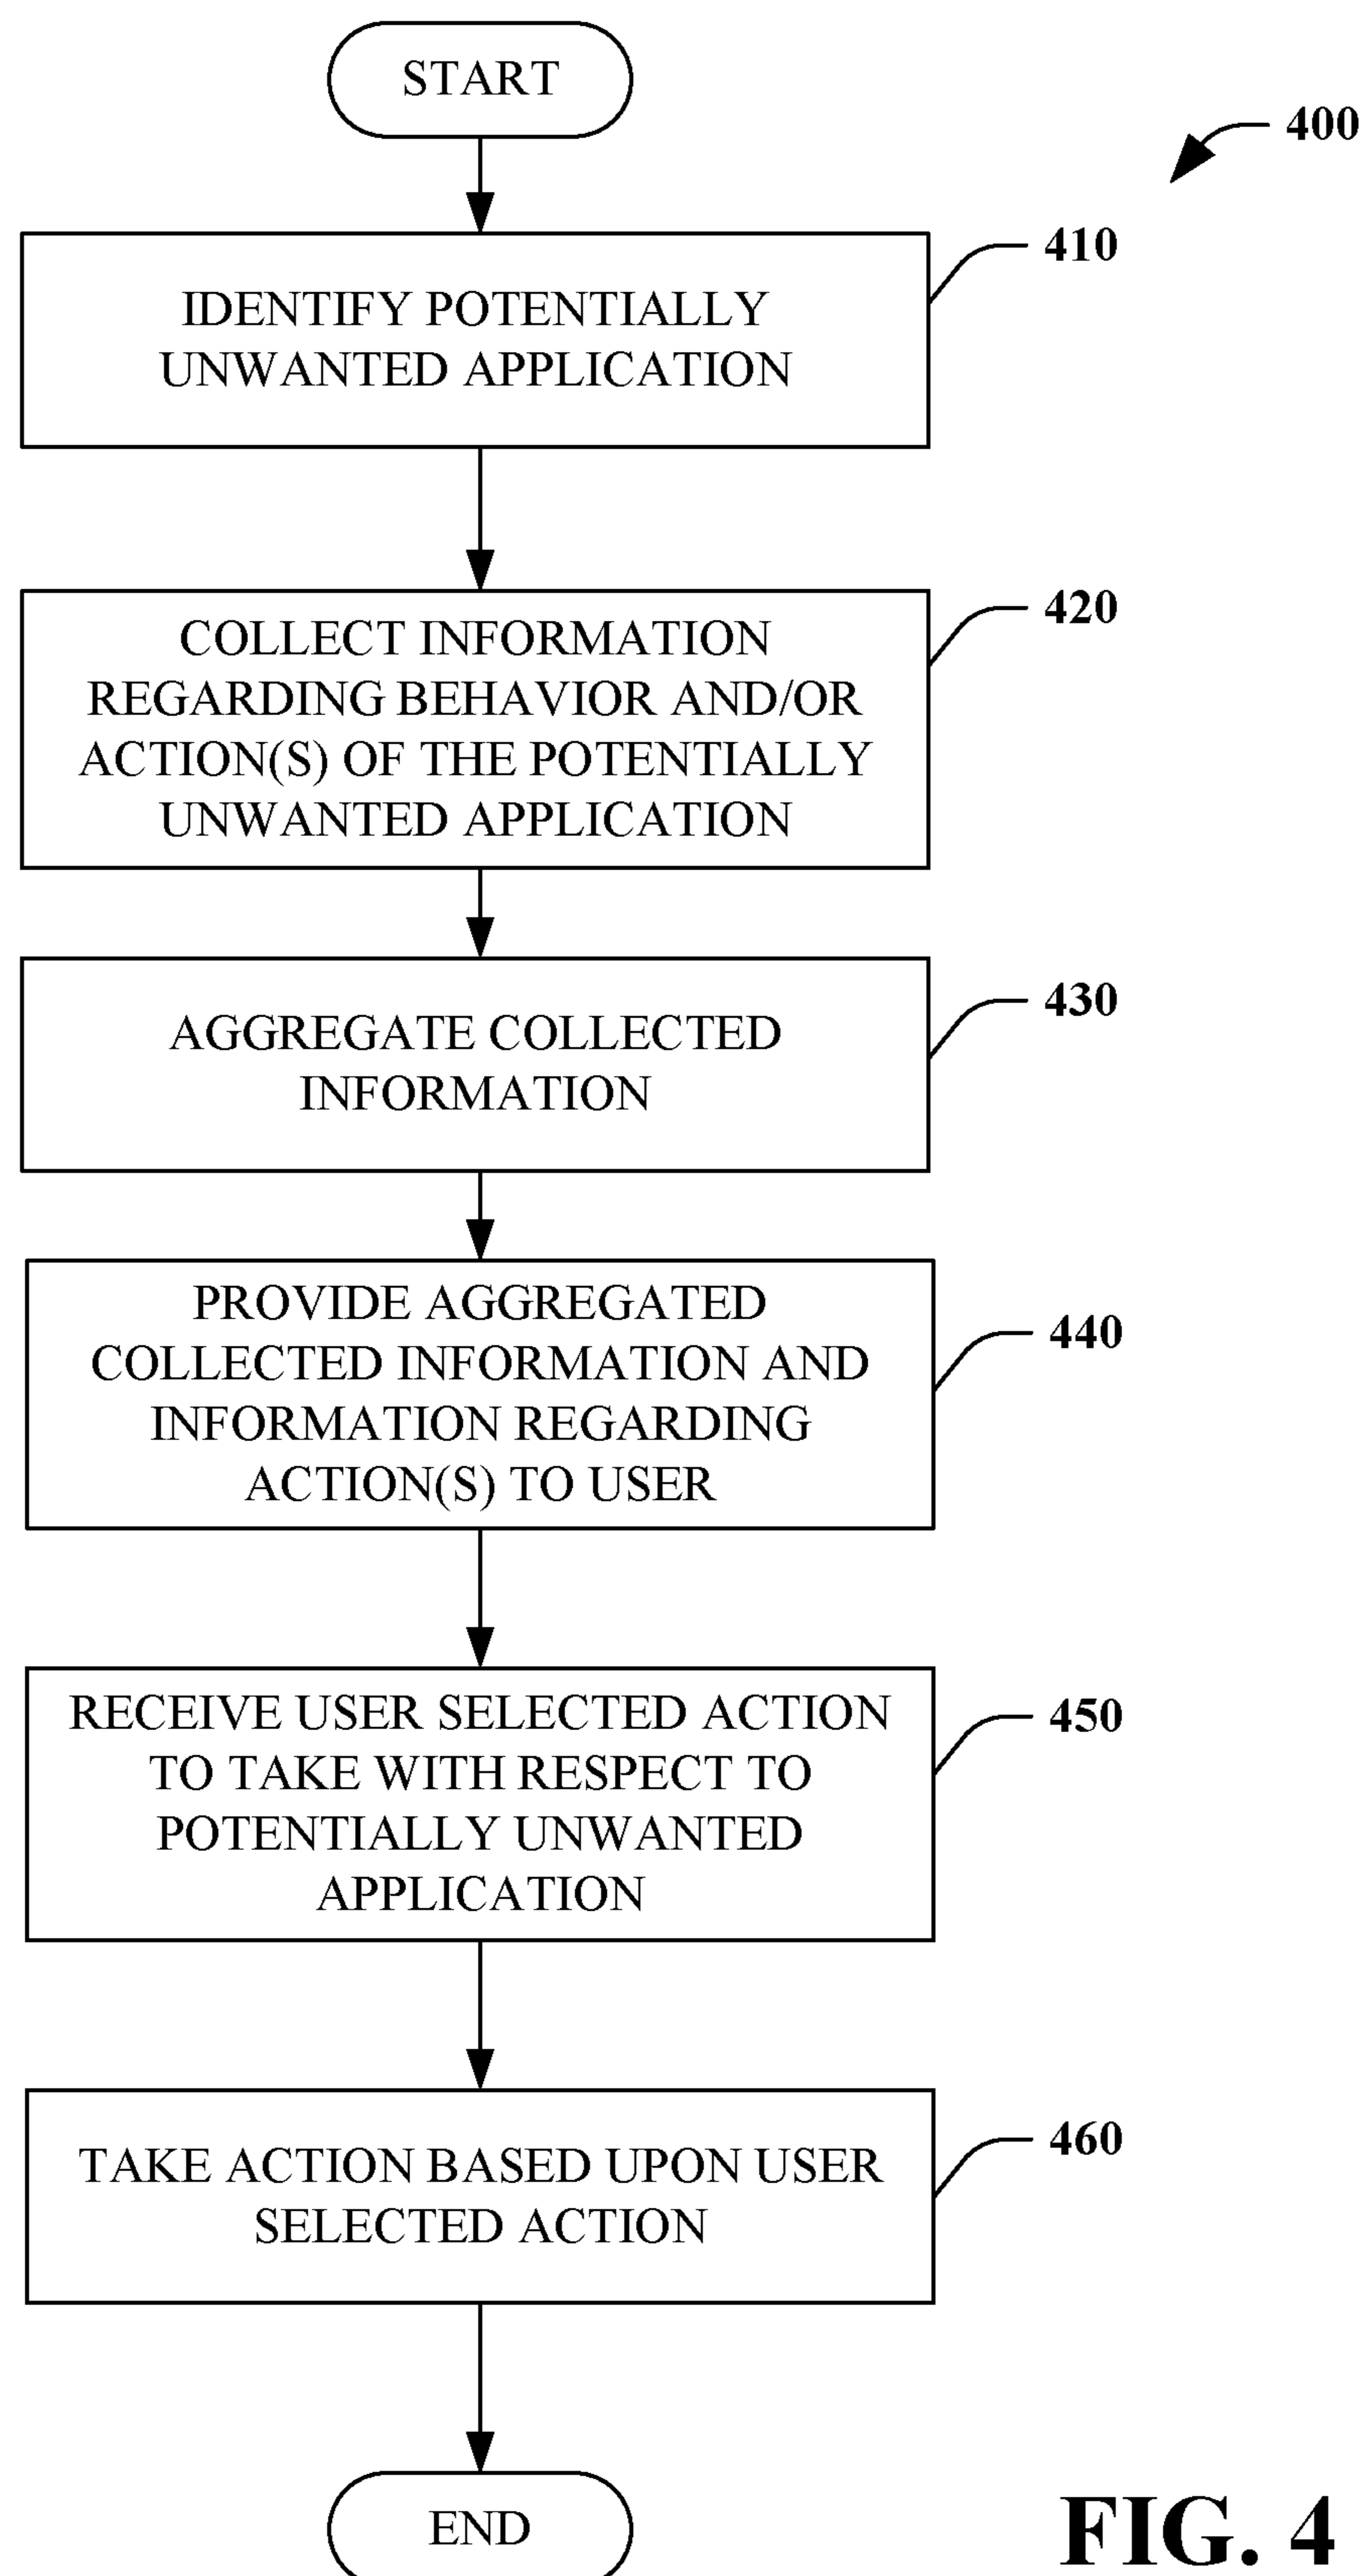 START
400
410
IDENTIFY POTENTIALLY
UNWANTED APPLICATION
420
COLLECT INFORMATION
REGARDING BEHAVIOR AND/OR
ACTION(S) OF THE POTENTIALLY
UNWANTED APPLICATION
430
AGGREGATE COLLECTED
INFORMATION
440
PROVIDE AGGREGATED
COLLECTED INFORMATION AND
INFORMATION REGARDING
ACTION(S) TO USER
450
RECEIVE USER SELECTED ACTION
TO TAKE WITH RESPECT TO
POTENTIALLY UNWANTED
APPLICATION
460
TAKE ACTION BASED UPON USER
SELECTED ACTION
END
FIG. 4